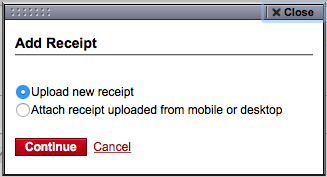 Close
Add Receipt
Upload new receipt
Attach receipt uploaded from mobile or desktop
Continue Cancel